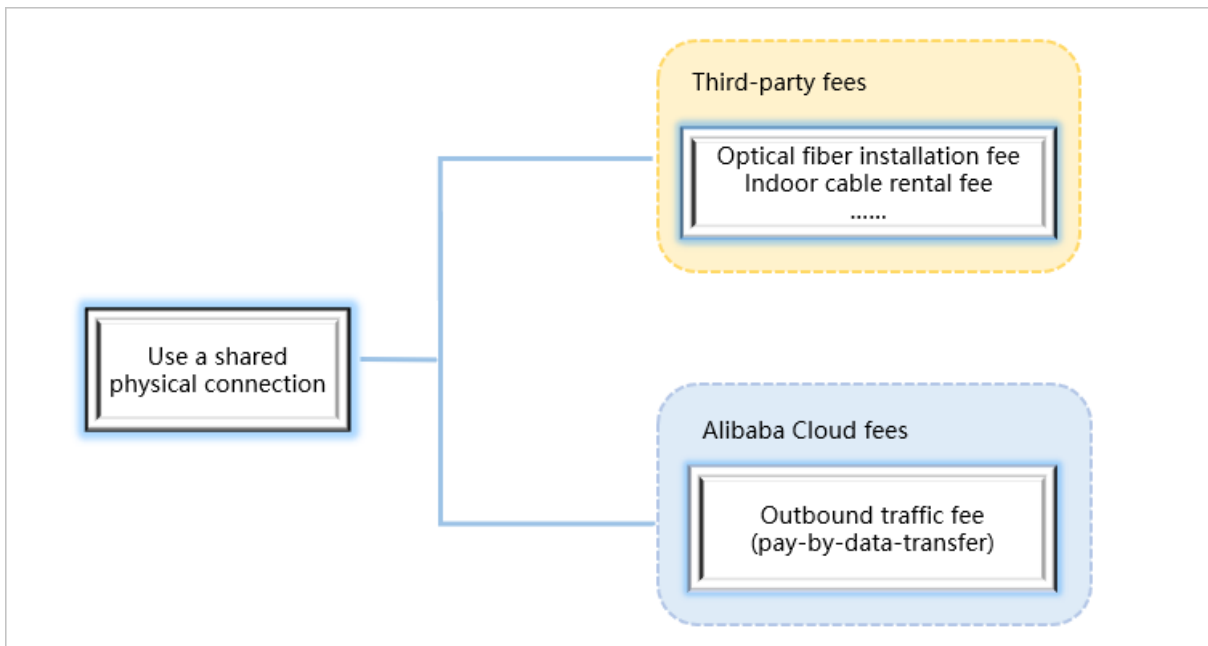 Third-party fees
Optical fiber installation fee
Indoor cable rental fee
......
Use a shared
physical connection
Alibaba Cloud fees
Outbound traffic fee
(pay-by-data-transfer)